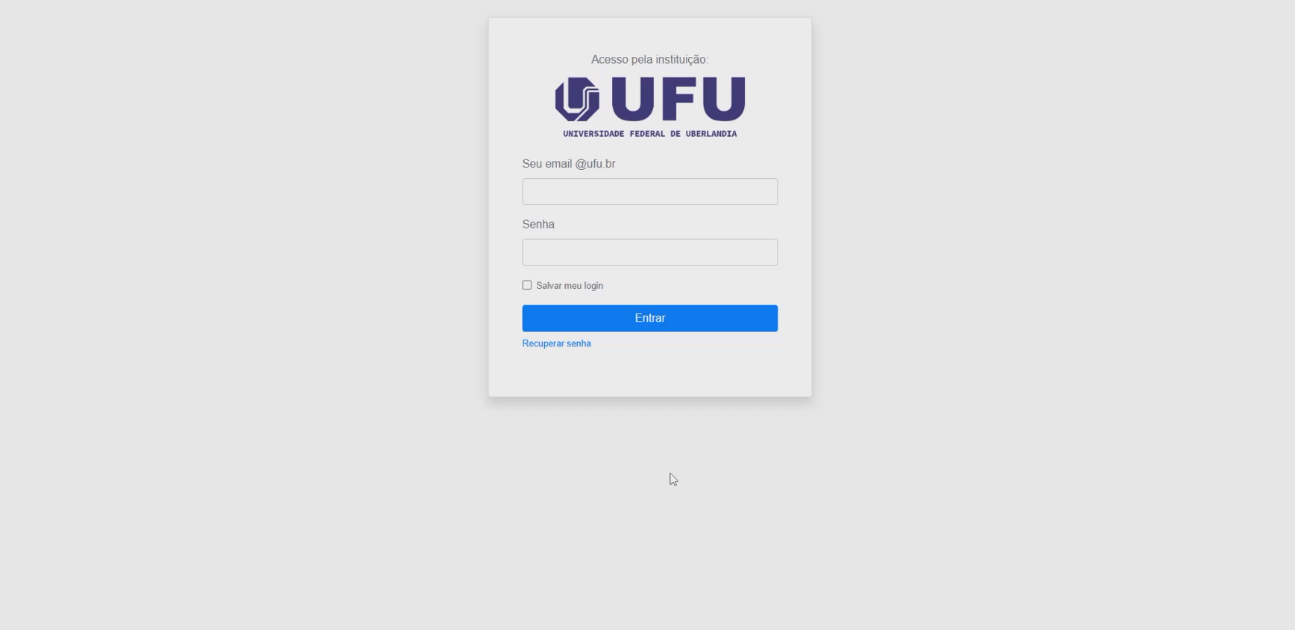 Acesso pela instituição:
UFU
UNIVERSIDADE FEDERAL DE UBERLANDIA
Seu email @ufu.br
Senha
Salvar meu login
Entrar
Recuperar senha